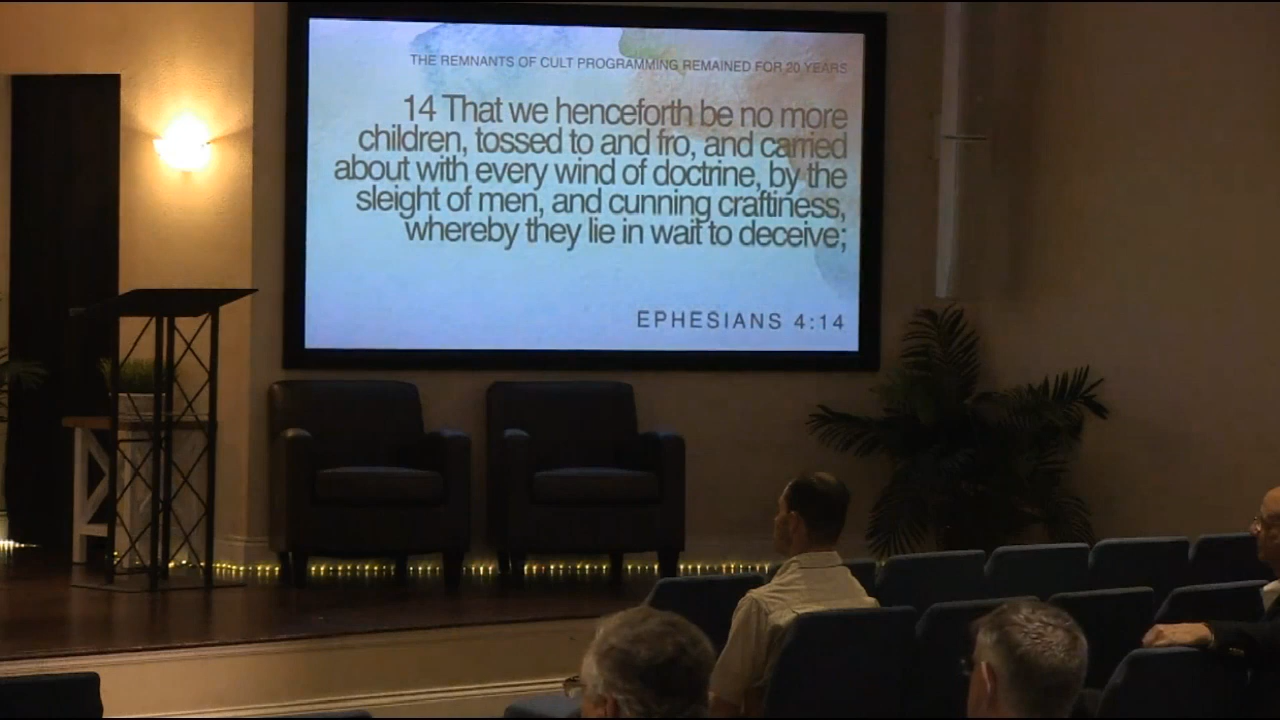 THE REMNANTS OF CULT PROGRAMMING REMAINED FOR 20 YEARS
14 That we henceforth be no more
children, tossed to and fro, and carried
about with every wind of doctrine, by the
sleight of men, and cunning craftiness,
whereby they lie in wait to deceive;
EPHESIANS 4:14